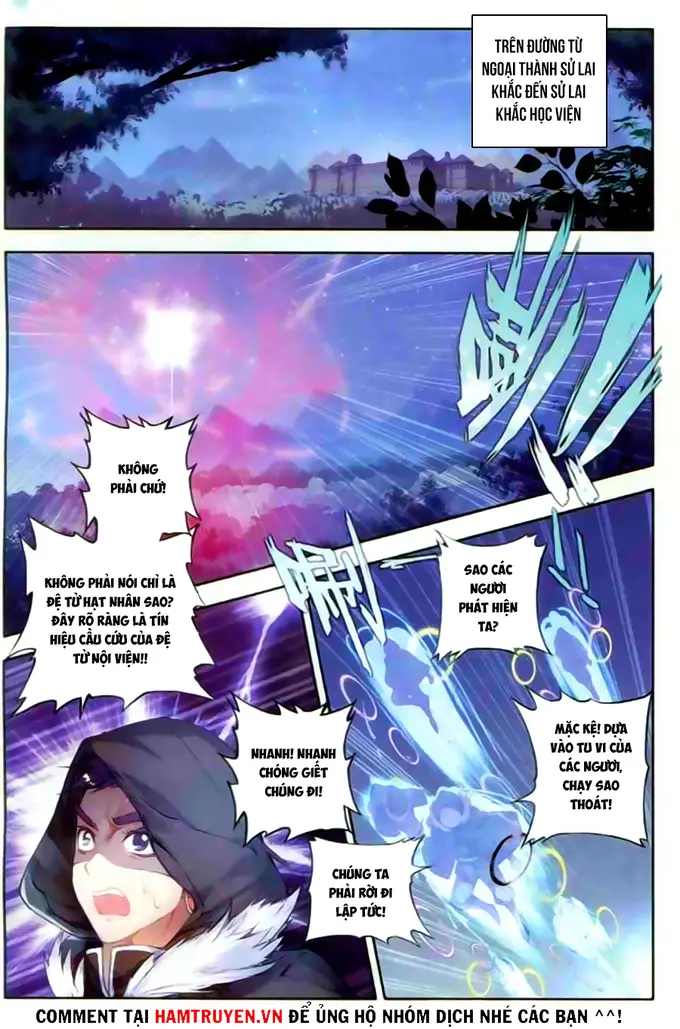 TRÊN ĐƯỜNG TỪ
NGOẠI THÀNH SỬ LAI
KHẮC ĐẾN SỬ LAI
KHẮC HỌC VIỆN
KHÔNG
PHẢI CHỨ!
KHÔNG PHẢI NÓI CHỈ LÀ
ĐỆ TỬ HẠT NHÂN SAO?
ĐÂY RÕ RÀNG LÀ TÍN
HIỆU CẦU CỨU CỦA ĐỆ
TỬ NỘI VIỆN!!
SAO CÁC
NGƯƠI
PHÁT HIỆN
TA?
MẶC KỆ! DỰA
VÀO TU VI CỦA
CÁC NGƯƠI,
CHẠY SAO
THOÁT!
NHANH! NHANH
CHÓNG GIẾT
CHÚNG ĐI!
CHÚNG TA
PHẢI RỜI ĐI
LẬP TỨC!
COMMENT TẠI HAMTRUYEN.VN ĐỂ ỦNG HỘ NHÓM DỊCH NHÉ CÁC BẠN ^^!